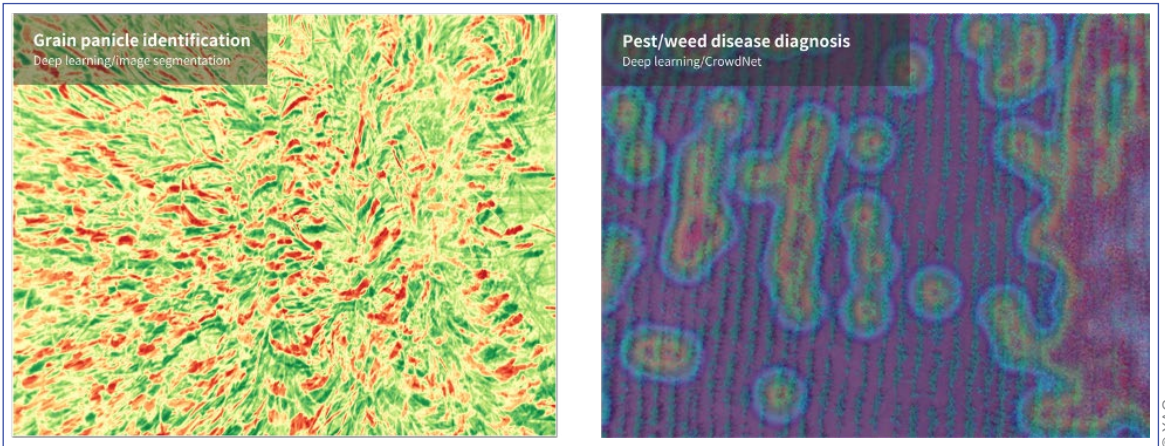 Grain panicle identification
Deep learning/image segmentation
Pest/weed disease diagnosis
Deep learning/CrowdNet